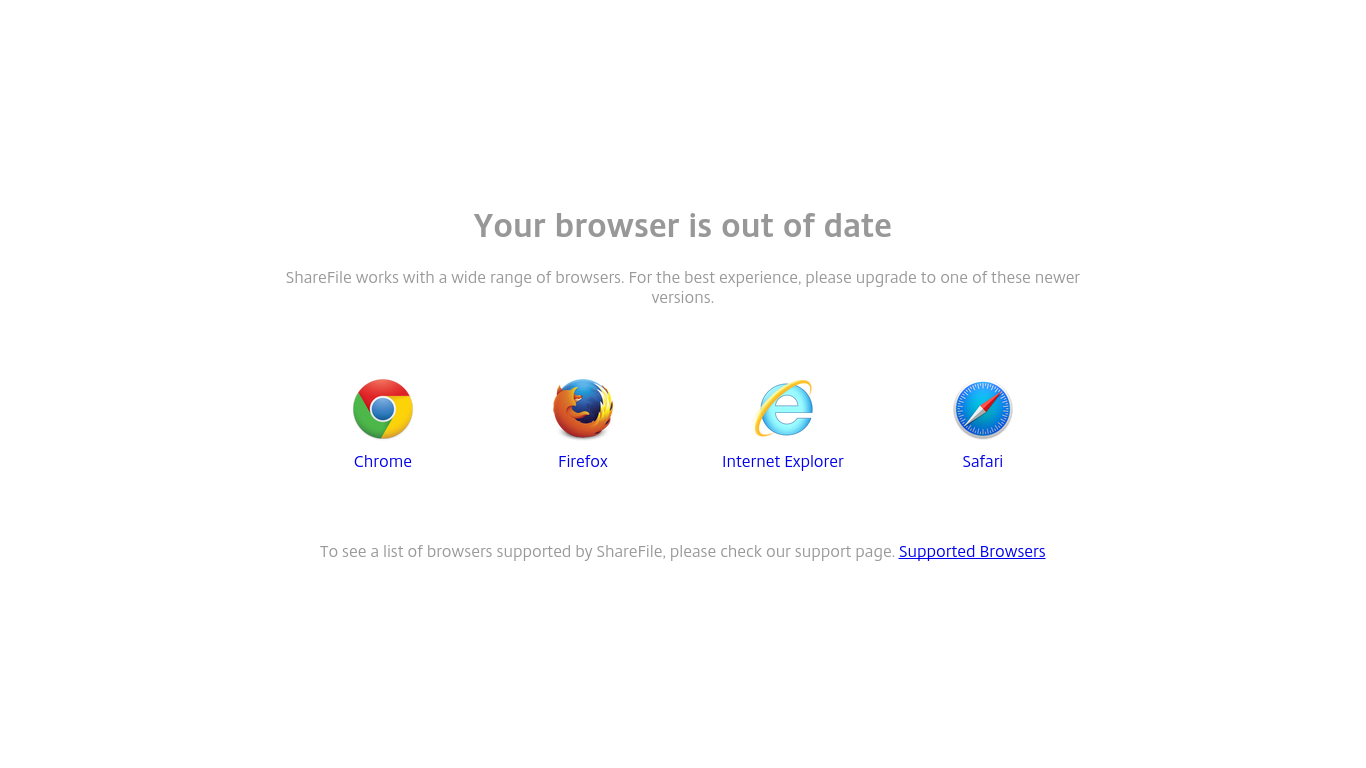 Your browser is out of date
ShareFile works with a wide range of browsers. For the best experience, please upgrade to one of these newer
versions.
Chrome
Firefox
Internet Explorer
Safari
To see a list of browsers supported by ShareFile, please check our support page. Supported Browsers